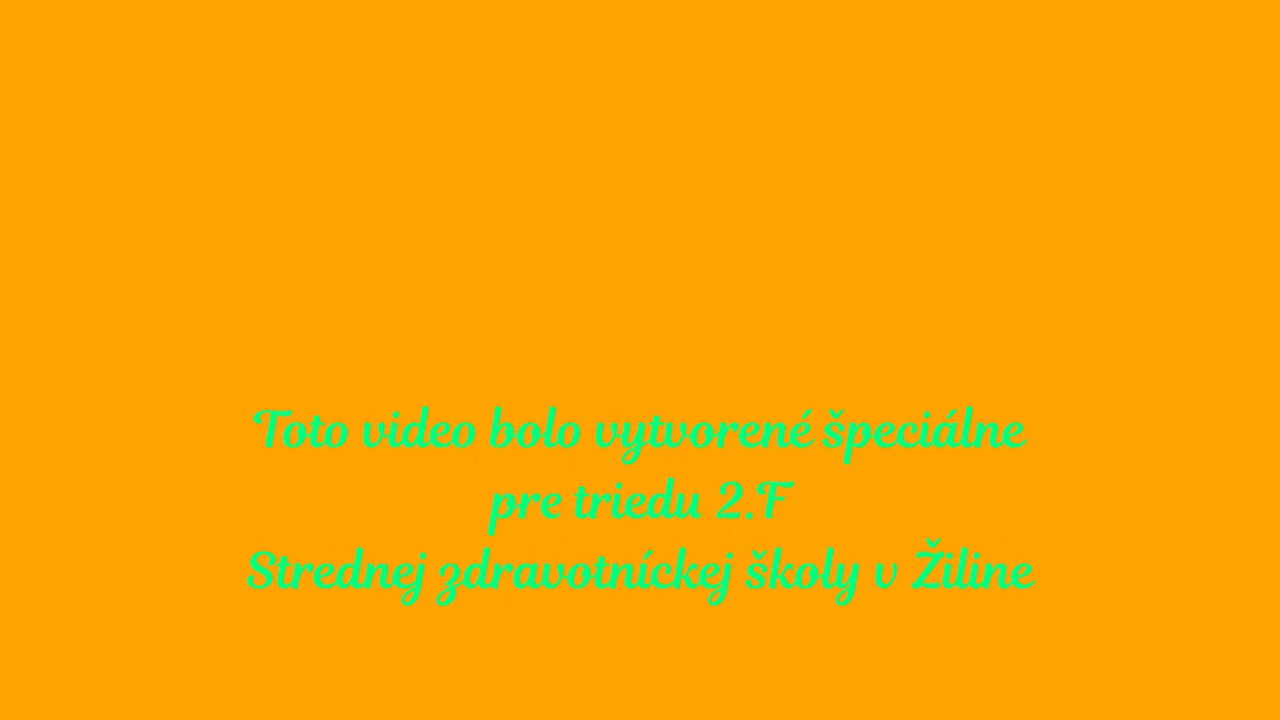 Toto video bolo vytvorené špeciálne
pre triedu 2.F
Strednej zdravotníckej školy v Žiline